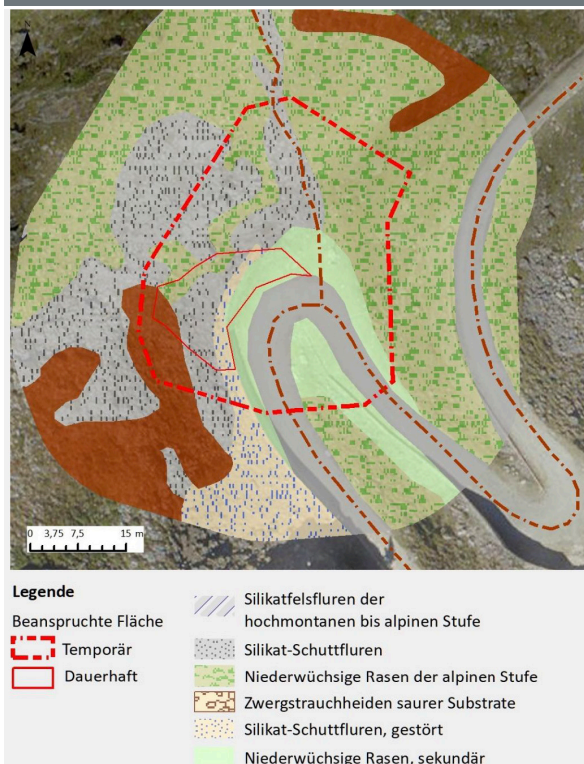 N
0 3,75 7,5 15 m
Legende
Beanspruchte Fläche
Temporär
Dauerhaft
Silikatfelsfluren der
hochmontanen bis alpinen Stufe
Silikat-Schuttfluren
Niederwüchsige Rasen der alpinen Stufe
Zwergstrauchheiden saurer Substrate
Silikat-Schuttfluren, gestört
Niederwüchsige Rasen, sekundär